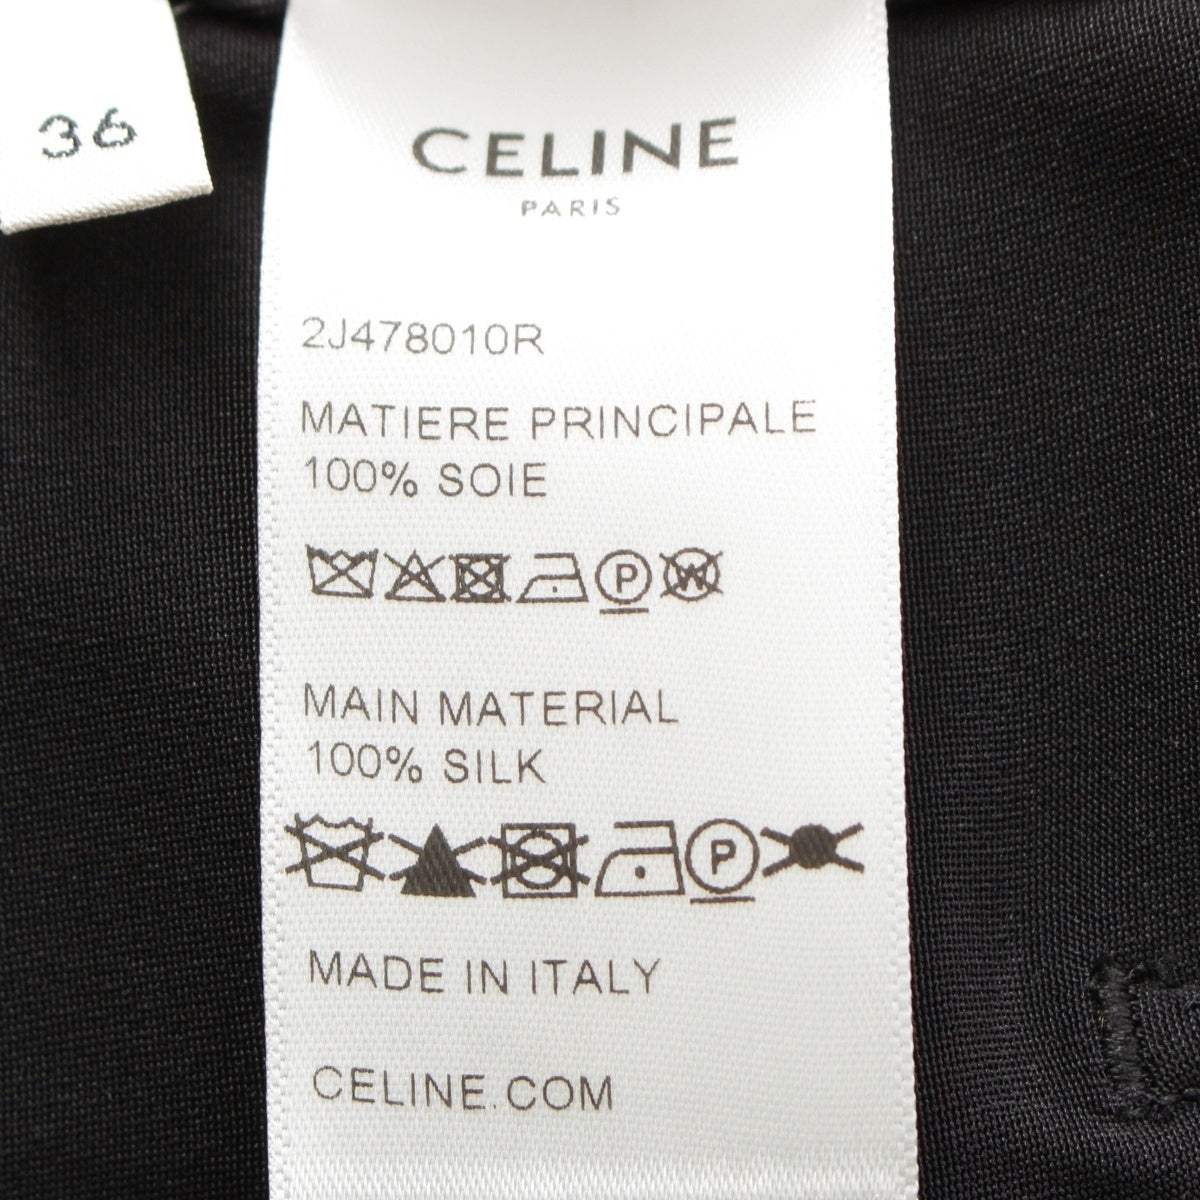 36
CELINE
PARIS
2J478010R
MATIERE PRINCIPALE
100% SOIE
P W
MAIN MATERIAL
100% SILK
P
MADE IN ITALY
CELINE.COM